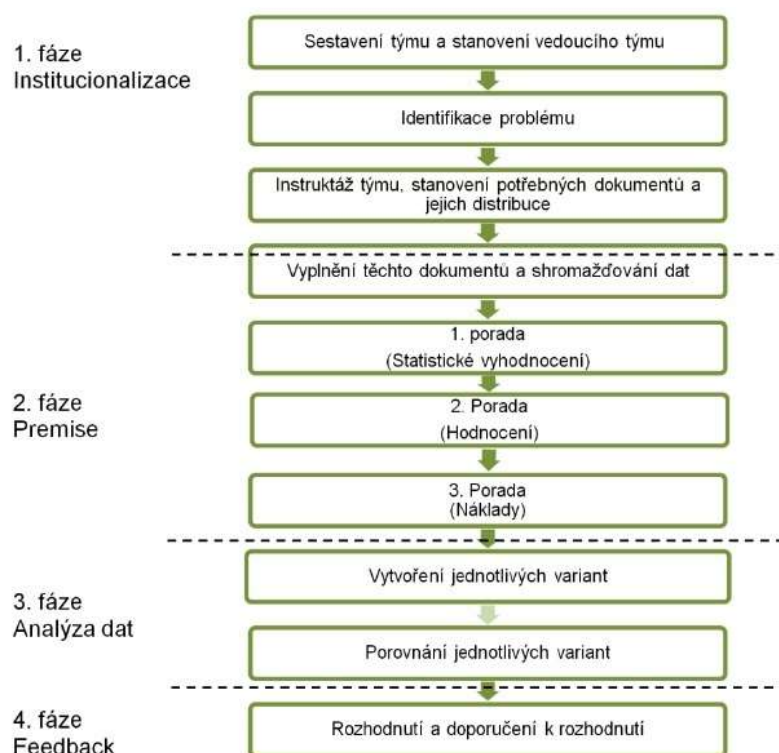 1. fáze
Institucionalizace
Sestavení týmu a stanovení vedoucího týmu
Identifikace problému
Instruktáž týmu, stanovení potřebných dokumentů a
jejich distribuce
Vyplnění těchto dokumentů a shromažďování dat
2. fáze
Premise
1. porada
(Statistické vyhodnocení)
2. Porada
(Hodnocení)
3. Porada
(Náklady)
3. fáze
Analýza dat
Vytvoření jednotlivých variant
Porovnání jednotlivých variant
4. fáze
Feedback
Rozhodnutí a doporučení k rozhodnutí